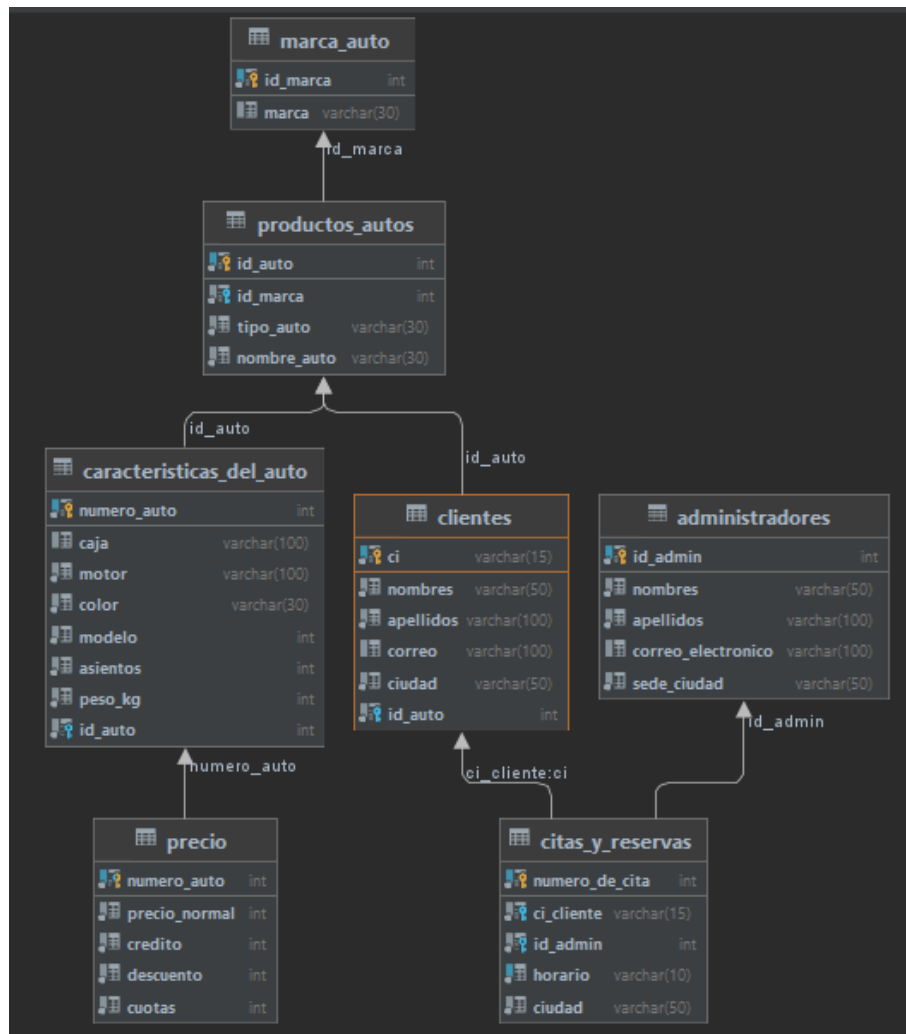 marca_auto
id_marca int
marca varchar(30)
id_marca
productos_autos
id_auto int
id_marca int
tipo_auto varchar(30)
nombre_auto varchar(30)
id_auto
id_auto
caracteristicas_del_auto
numero_auto int
caja varchar(100)
motor varchar(100)
color varchar(30)
modelo int
asientos int
peso_kg int
id_auto int
clientes
ci varchar(15)
nombres varchar(50)
apellidos varchar(100)
correo varchar(100)
ciudad varchar(50)
id_auto int
administradores
id_admin int
nombres varchar(50)
apellidos varchar(100)
correo_electronico varchar(100)
sede_ciudad varchar(50)
numero_auto
ci_cliente:ci
id_admin
precio
numero_auto int
precio_normal int
credito int
descuento int
cuotas int
citas_y_reservas
numero_de_cita int
ci_cliente varchar(15)
id_admin int
horario varchar(10)
ciudad varchar(50)